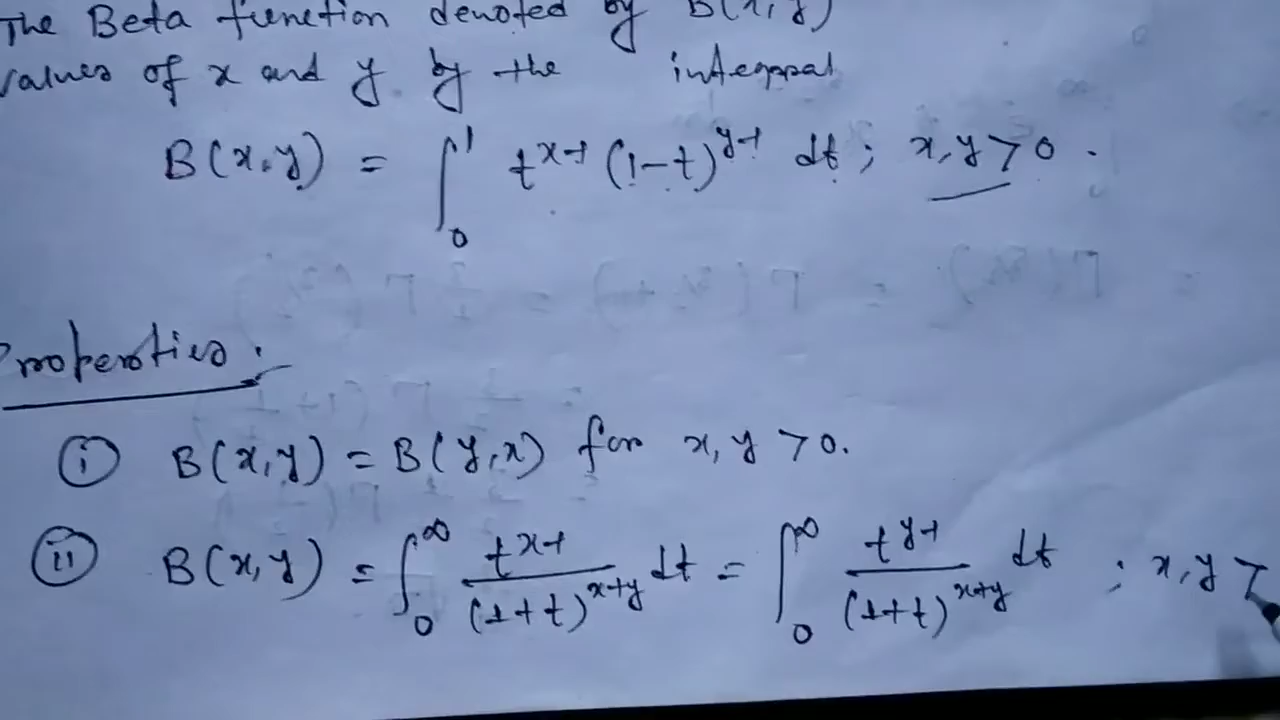 The Beta function denoted by B(x,y)
values of x and y by the integral
B(x,y) = ∫₀¹ t^{x-1} (1-t)^{y-1} dt ; x,y > 0 .
Properties :
(i) B(x,y) = B(y,x) for x, y > 0.
(ii) B(x,y) = ∫₀^∞ t^{x-1}/(1+t)^{x+y} dt = ∫₀^∞ t^{y-1}/(1+t)^{x+y} dt ; x,y >